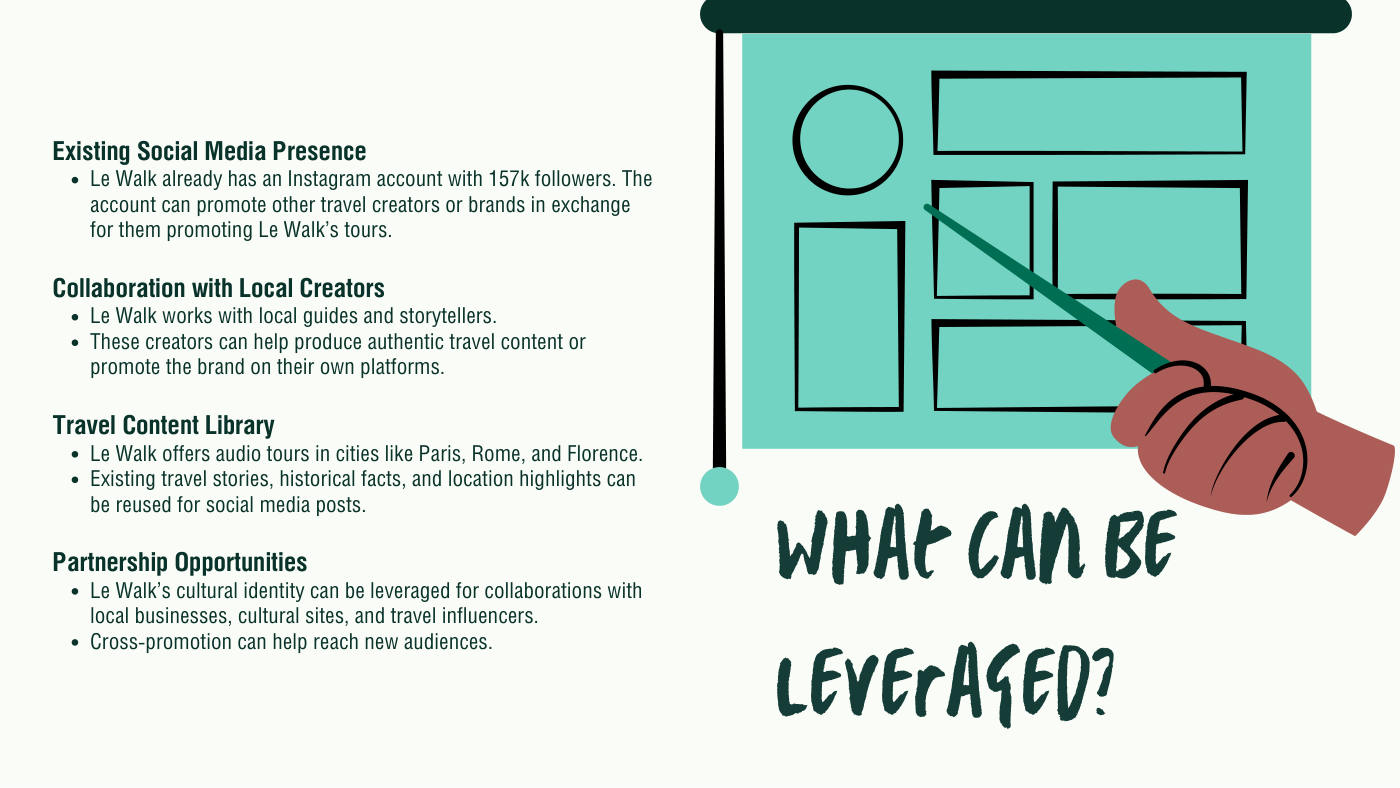 Existing Social Media Presence
• Le Walk already has an Instagram account with 157k followers. The
account can promote other travel creators or brands in exchange
for them promoting Le Walk’s tours.
Collaboration with Local Creators
• Le Walk works with local guides and storytellers.
• These creators can help produce authentic travel content or
promote the brand on their own platforms.
Travel Content Library
• Le Walk offers audio tours in cities like Paris, Rome, and Florence.
• Existing travel stories, historical facts, and location highlights can
be reused for social media posts.
Partnership Opportunities
• Le Walk’s cultural identity can be leveraged for collaborations with
local businesses, cultural sites, and travel influencers.
• Cross-promotion can help reach new audiences.
WHAt CAN BE
LEVErAGED?